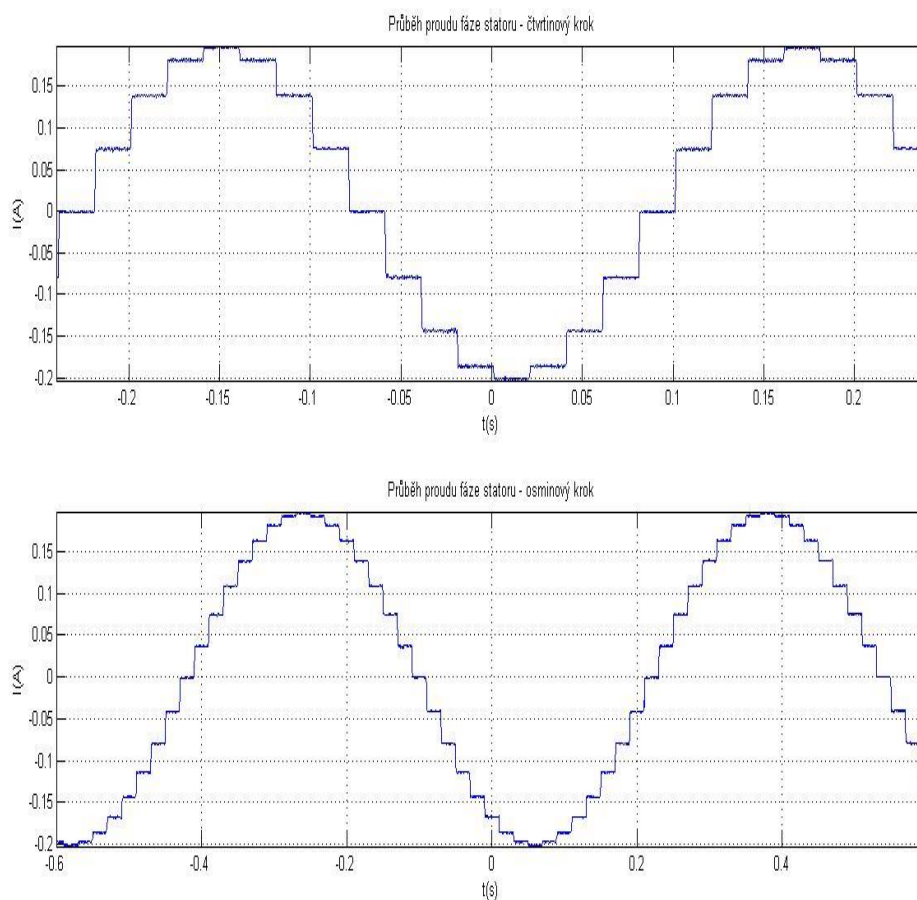 Průběh proudu fáze statoru - čtvrtinový krok
0.15
0.1
0.05
0
-0.05
-0.1
-0.15
-0.2
I(A)
-0.2 -0.15 -0.1 -0.05 0 0.05 0.1 0.15 0.2
t(s)
Průběh proudu fáze statoru - osminový krok
0.15
0.1
0.05
0
-0.05
-0.1
-0.15
-0.2
I(A)
-0.6 -0.4 -0.2 0 0.2 0.4
t(s)